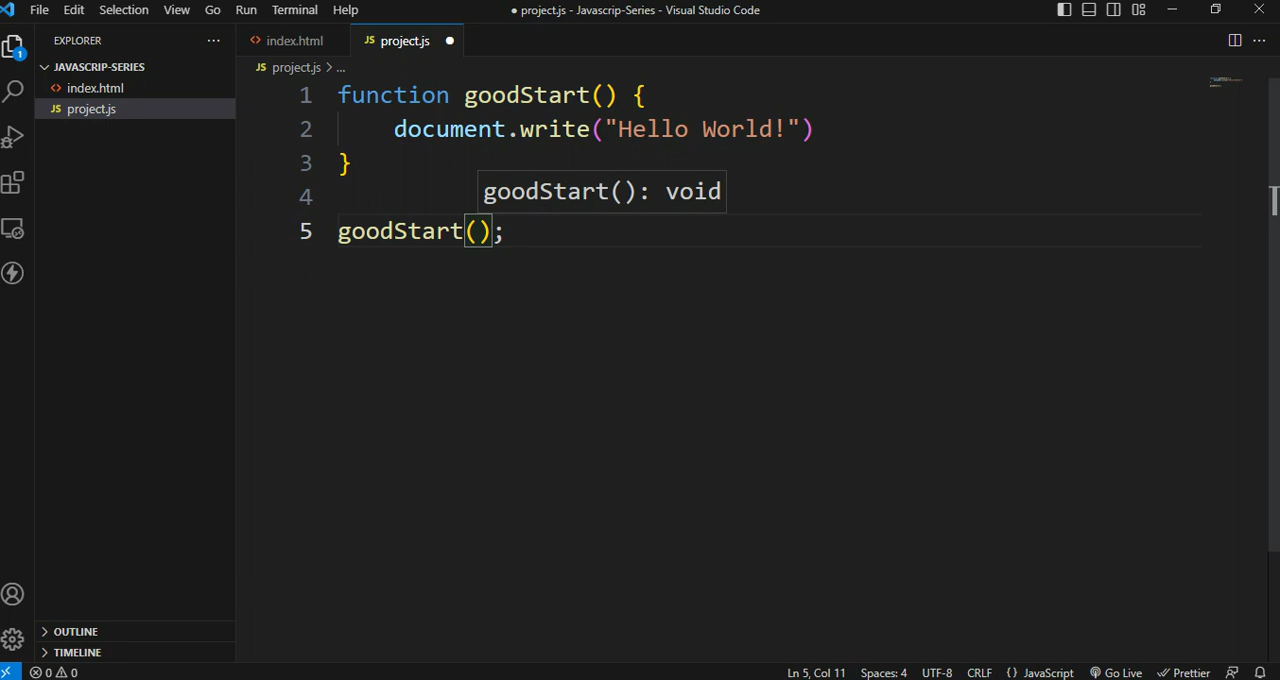 File Edit Selection View Go Run Terminal Help
● project.js - Javascrip-Series - Visual Studio Code
EXPLORER
···
1
JAVASCRIP-SERIES
<> index.html
JS project.js
<> index.html
JS project.js ●
JS project.js > ...
1 function goodStart() {
2     document.write("Hello World!")
3 }
4
goodStart(): void
5 goodStart();
OUTLINE
TIMELINE
0 0
Ln 5, Col 11 Spaces: 4 UTF-8 CRLF {} JavaScript Go Live Prettier